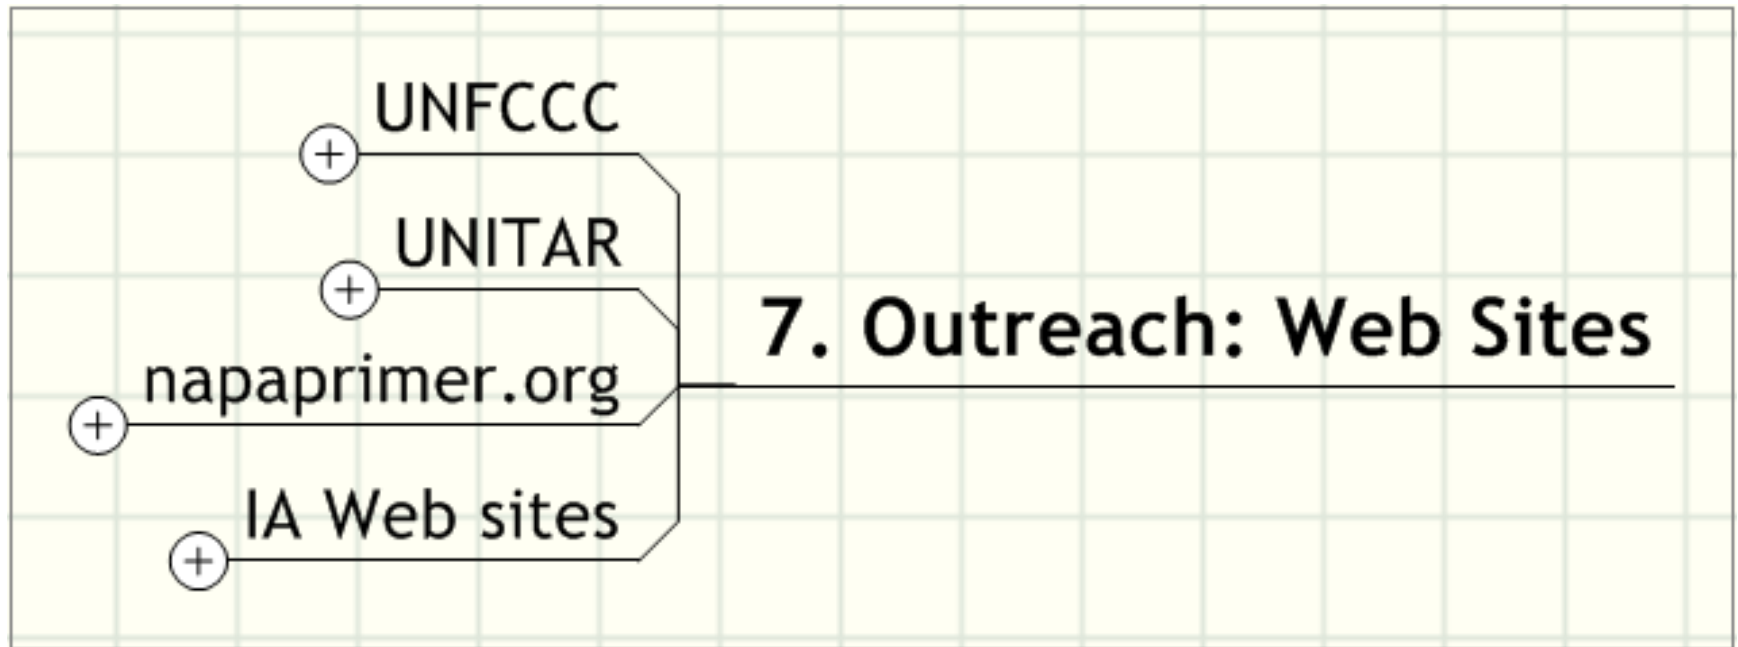 UNFCCC
UNITAR
7. Outreach: Web Sites
napaprimer.org
IA Web sites